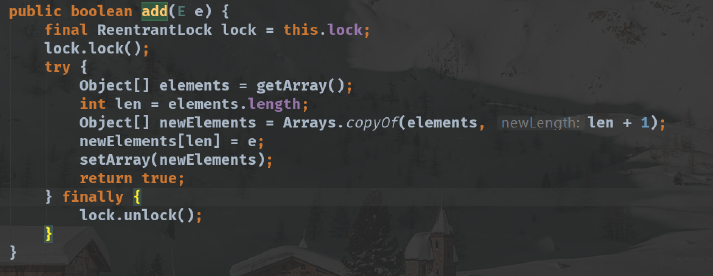 public boolean add(E e) {
    final ReentrantLock lock = this.lock;
    lock.lock();
    try {
        Object[] elements = getArray();
        int len = elements.length;
        Object[] newElements = Arrays.copyOf(elements, newLength: len + 1);
        newElements[len] = e;
        setArray(newElements);
        return true;
    } finally {
        lock.unlock();
    }
}